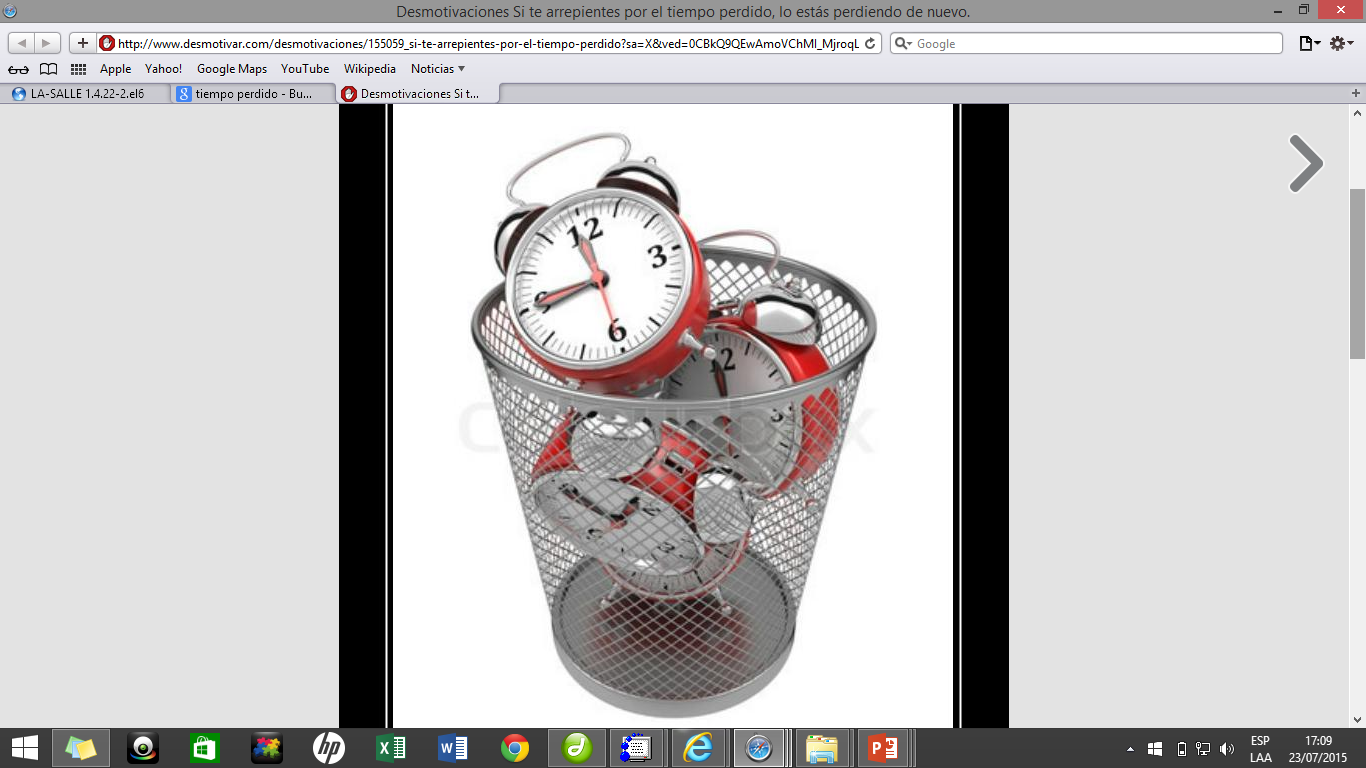 Desmotivaciones Si te arrepientes por el tiempo perdido, lo estás perdiendo de nuevo.
http://www.desmotivar.com/desmotivaciones/155059_si-te-arrepientes-por-el-tiempo-perdido?sa=X&ved=0CBkQ9QEwAmoVChMI_MjroqL
Google
Apple Yahoo! Google Maps YouTube Wikipedia Noticias
LA-SALLE 1.4.22-2.el6 tiempo perdido - Bu... Desmotivaciones Si t...
12
3
6
9
12
ESP 17:09
LAA 23/07/2015